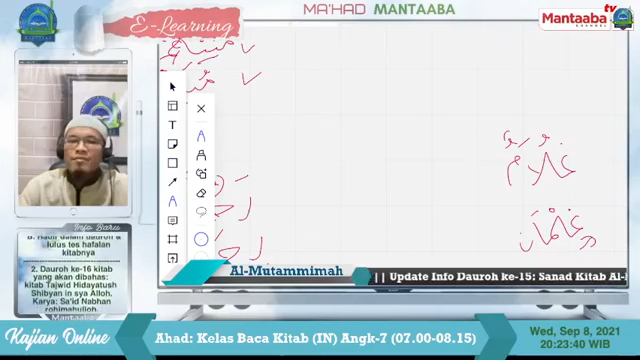 E-Learning
MA'HAD MANTAABA
Mantaaba tv
Official
غُلَامٌ
Info Baru
B. Hadir dalam dauroh &
lulus tes hafalan
kitabnya
2. Dauroh ke-16 kitab
yang akan dibahas:
kitab Tajwid Hidayatush
Shibyan in sya Alloh.
Karya: Sa'id Nabhan
rohimahulloh.
Al-Mutammimah
|| Update Info Dauroh ke-15: Sanad Kitab Al-
Kajian Online
Ahad: Kelas Baca Kitab (IN) Angk-7 (07.00-08.15)
Wed, Sep 8, 2021
20:23:40 WIB